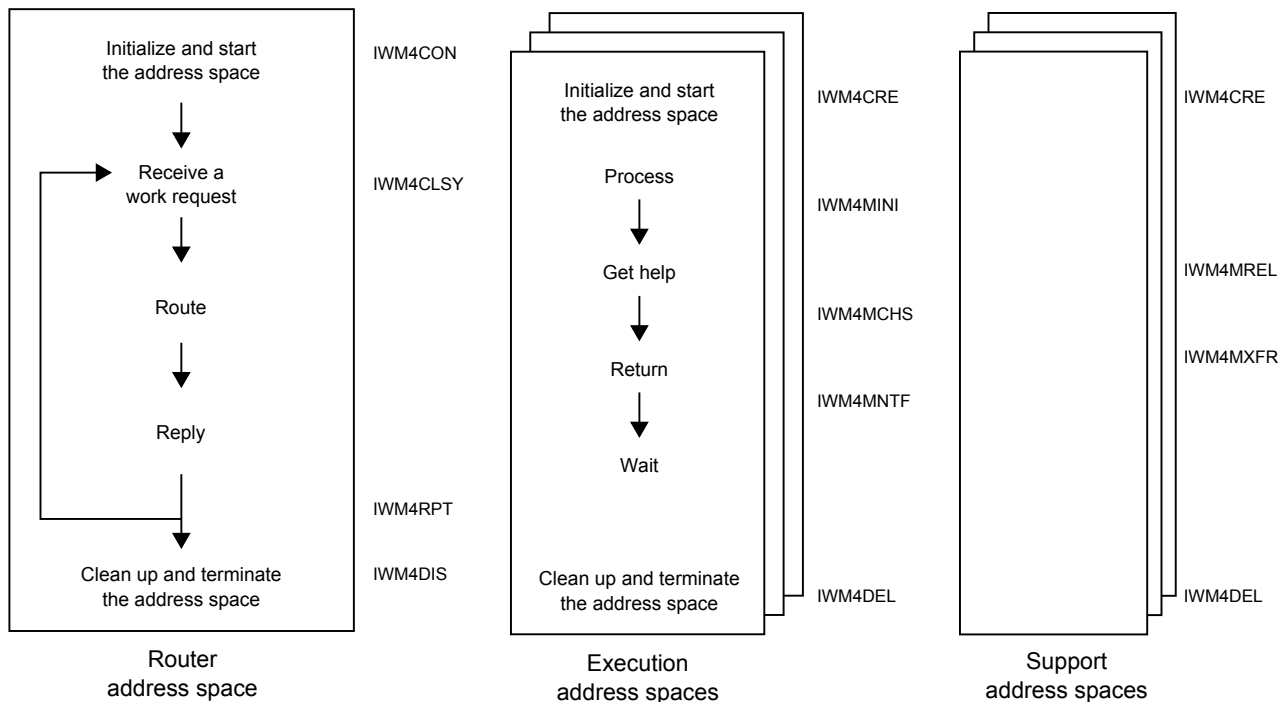 Initialize and start
the address space
IWM4CON
Receive a
work request
IWM4CLSY
Route
Reply
IWM4RPT
Clean up and terminate
the address space
IWM4DIS
Router
address space
Initialize and start
the address space
IWM4CRE
Process
IWM4MINI
Get help
IWM4MCHS
Return
IWM4MNTF
Wait
Clean up and terminate
the address space
IWM4DEL
Execution
address spaces
IWM4CRE
IWM4MREL
IWM4MXFR
IWM4DEL
Support
address spaces